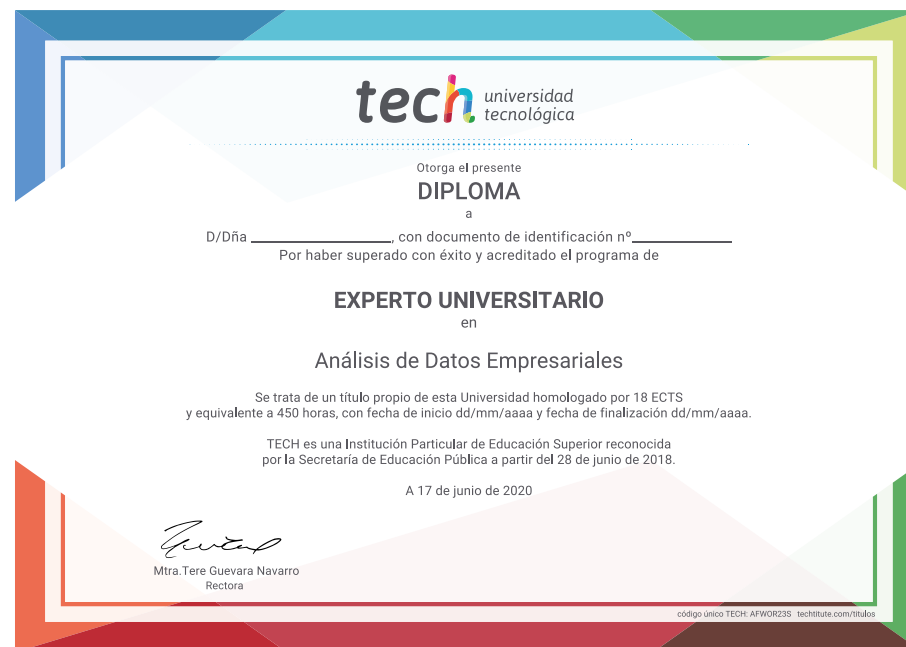 tech universidad
tecnológica
Otorga el presente
DIPLOMA
a
D/Dña ____________________, con documento de identificación nº______________
Por haber superado con éxito y acreditado el programa de
EXPERTO UNIVERSITARIO
en
Análisis de Datos Empresariales
Se trata de un título propio de esta Universidad homologado por 18 ECTS
y equivalente a 450 horas, con fecha de inicio dd/mm/aaaa y fecha de finalización dd/mm/aaaa.
TECH es una Institución Particular de Educación Superior reconocida
por la Secretaría de Educación Pública a partir del 28 de junio de 2018.
A 17 de junio de 2020
Mtra.Tere Guevara Navarro
Rectora
código único TECH: AFWOR23S techtitute.com/titulos